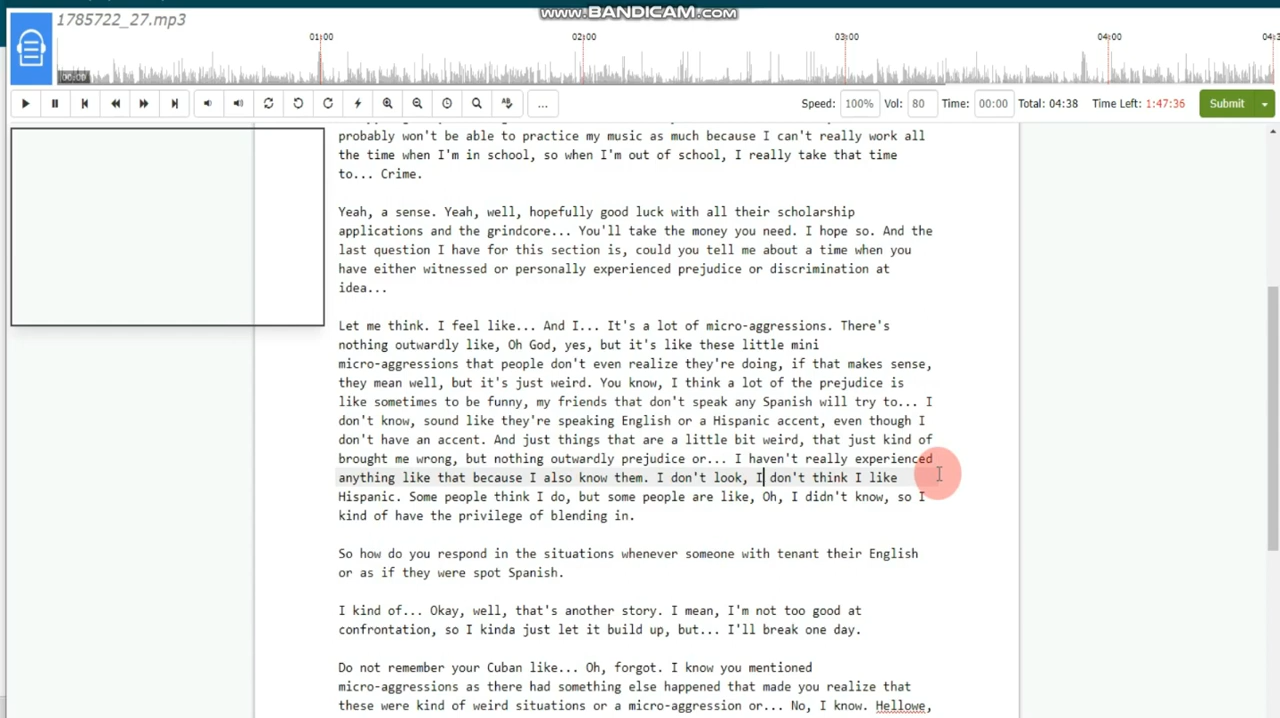 www.BANDICAM.com
1785722_27.mp3
01:00 02:00 03:00 04:00 04:3
00:00
... Speed: 100% Vol: 80 Time: 00:00 Total: 04:38 Time Left: 1:47:36 Submit
probably won't be able to practice my music as much because I can't really work all
the time when I'm in school, so when I'm out of school, I really take that time
to... Crime.
Yeah, a sense. Yeah, well, hopefully good luck with all their scholarship
applications and the grindcore... You'll take the money you need. I hope so. And the
last question I have for this section is, could you tell me about a time when you
have either witnessed or personally experienced prejudice or discrimination at
idea...
Let me think. I feel like... And I... It's a lot of micro-aggressions. There's
nothing outwardly like, Oh God, yes, but it's like these little mini
micro-aggressions that people don't even realize they're doing, if that makes sense,
they mean well, but it's just weird. You know, I think a lot of the prejudice is
like sometimes to be funny, my friends that don't speak any Spanish will try to... I
don't know, sound like they're speaking English or a Hispanic accent, even though I
don't have an accent. And just things that are a little bit weird, that just kind of
brought me wrong, but nothing outwardly prejudice or... I haven't really experienced
anything like that because I also know them. I don't look, I don't think I like
Hispanic. Some people think I do, but some people are like, Oh, I didn't know, so I
kind of have the privilege of blending in.
So how do you respond in the situations whenever someone with tenant their English
or as if they were spot Spanish.
I kind of... Okay, well, that's another story. I mean, I'm not too good at
confrontation, so I kinda just let it build up, but... I'll break one day.
Do not remember your Cuban like... Oh, forgot. I know you mentioned
micro-aggressions as there had something else happened that made you realize that
these were kind of weird situations or a micro-aggression or... No, I know. Hellowe,